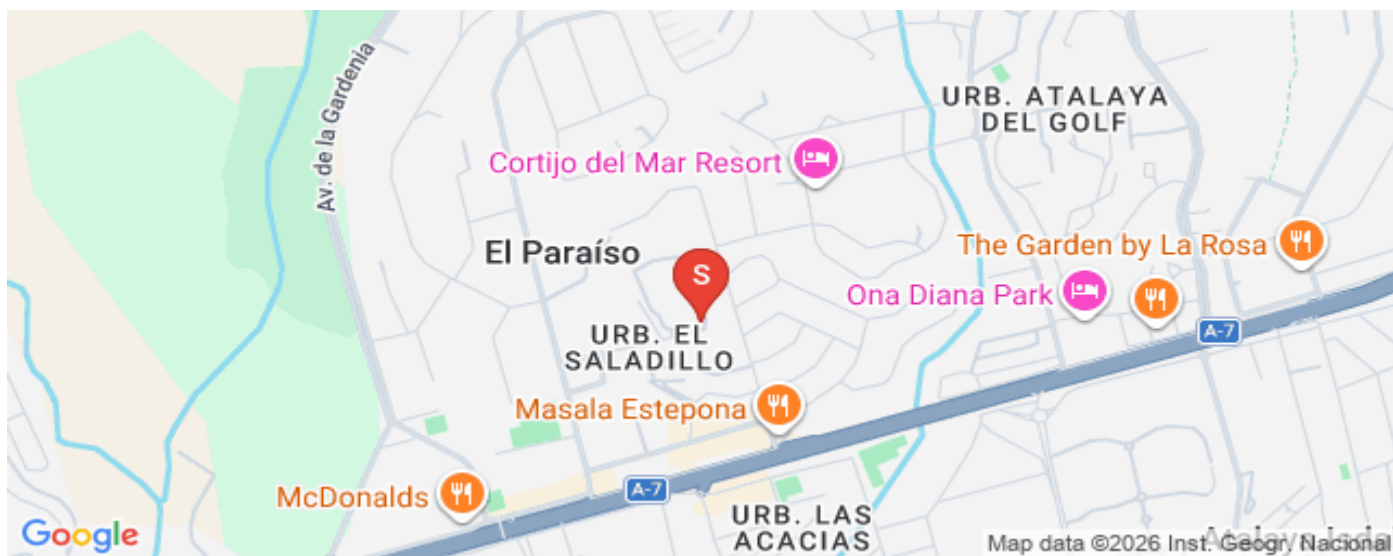 Av. de la Gardenia
URB. ATALAYA
DEL GOLF
Cortijo del Mar Resort
El Paraíso
S
The Garden by La Rosa
Ona Diana Park
URB. EL
SALADILLO
A-7
Masala Estepona
McDonalds
A-7
URB. LAS
ACACIAS
Google
Map data ©2026 Inst. Geogr. Nacional